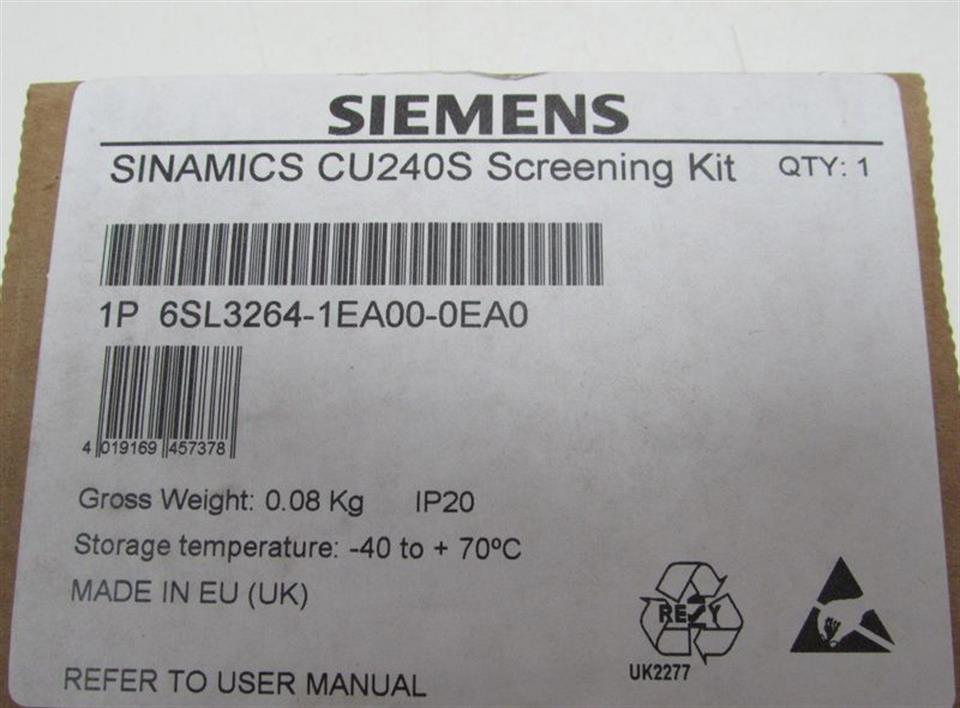 SIEMENS
SINAMICS CU240S Screening Kit QTY: 1
1P 6SL3264-1EA00-0EA0
4 019169 457378
Gross Weight: 0.08 Kg IP20
Storage temperature: -40 to + 70ºC
MADE IN EU (UK)
RESY
UK2277
REFER TO USER MANUAL